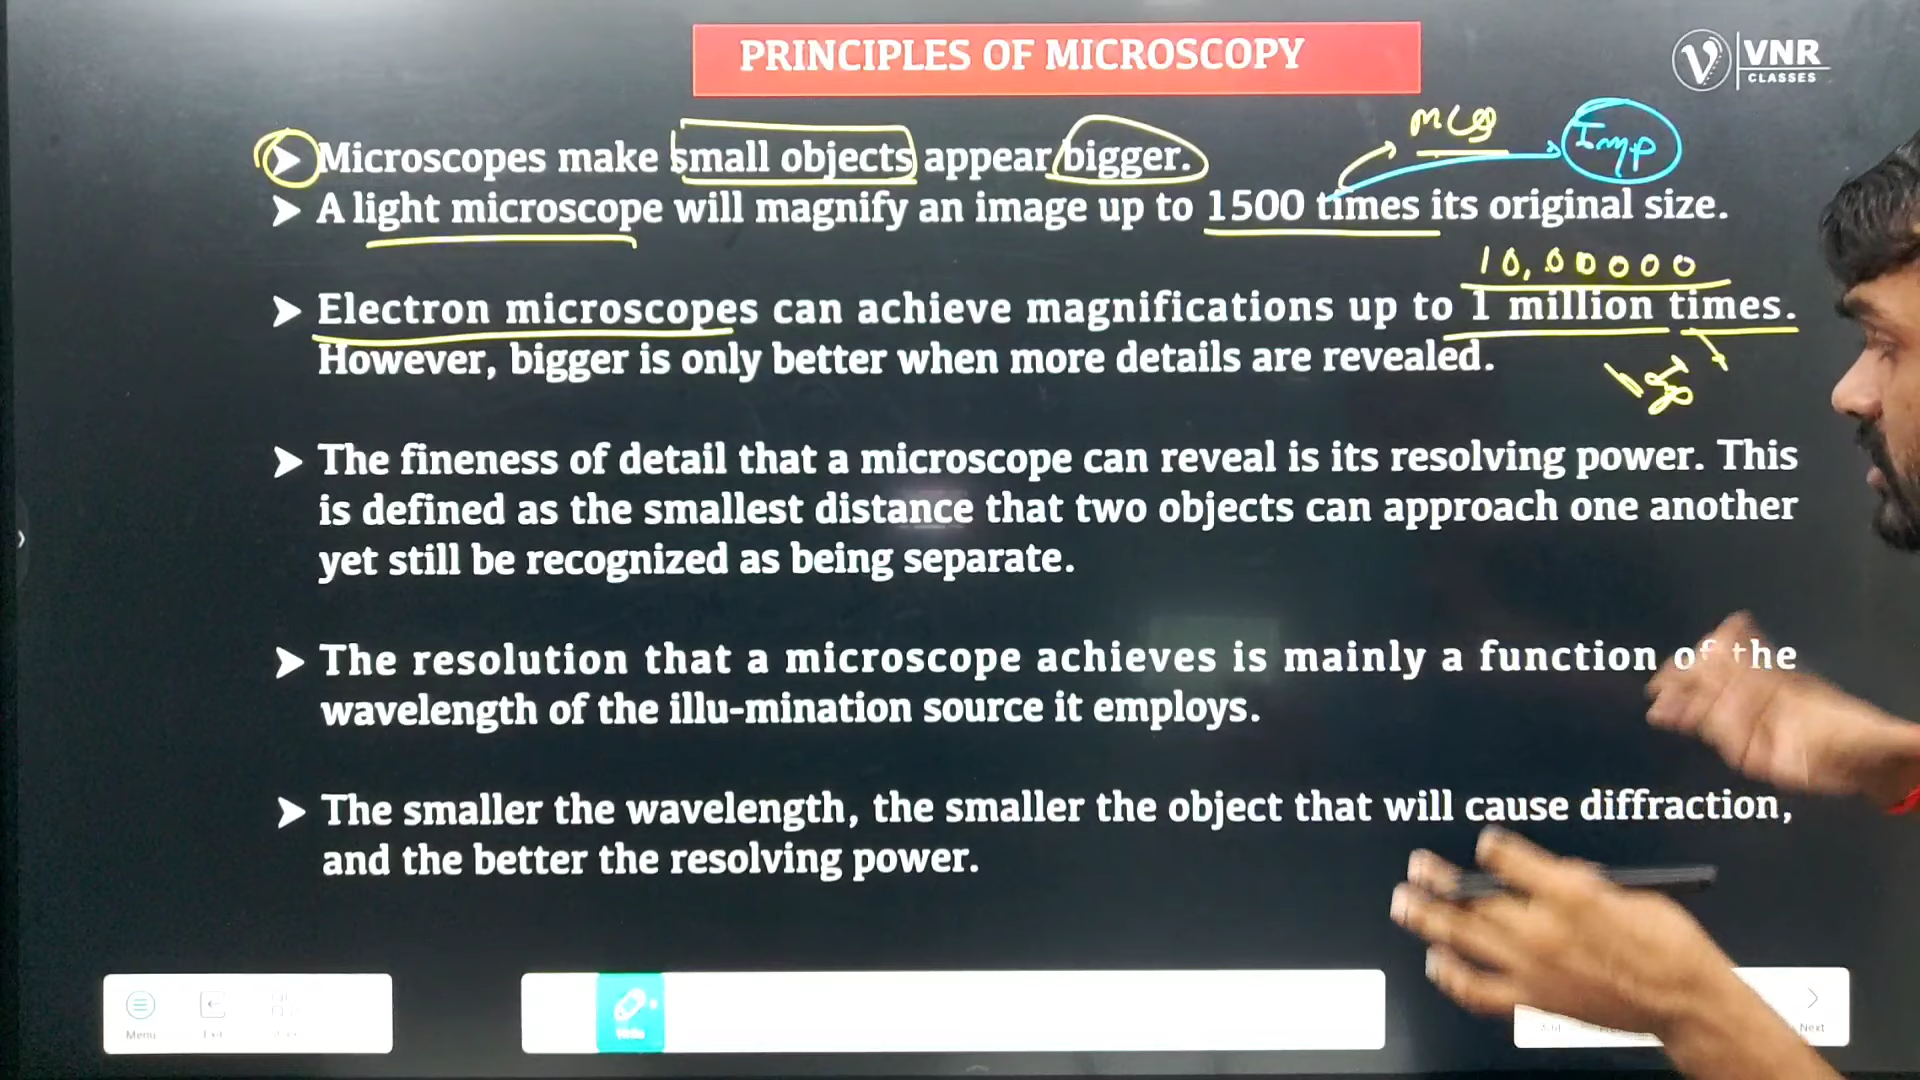 PRINCIPLES OF MICROSCOPY
VNR
CLASSES
MCQ
Imp
➤ Microscopes make small objects appear bigger.
➤ A light microscope will magnify an image up to 1500 times its original size.
10,00000
➤ Electron microscopes can achieve magnifications up to 1 million times.
However, bigger is only better when more details are revealed.
➤ The fineness of detail that a microscope can reveal is its resolving power. This
is defined as the smallest distance that two objects can approach one another
yet still be recognized as being separate.
➤ The resolution that a microscope achieves is mainly a function of the
wavelength of the illu-mination source it employs.
➤ The smaller the wavelength, the smaller the object that will cause diffraction,
and the better the resolving power.
Menu
Exit
Next